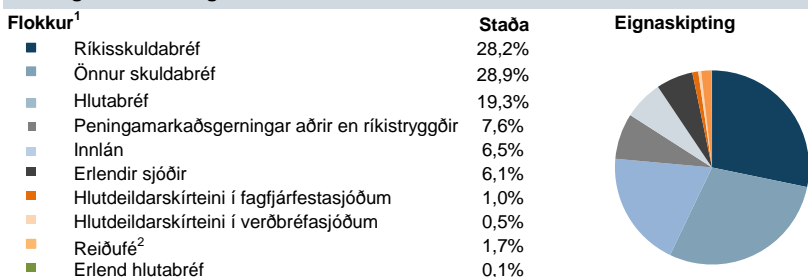 Flokkur1 Staða Eignaskipting
Ríkisskuldabréf 28,2%
Önnur skuldabréf 28,9%
Hlutabréf 19,3%
Peningamarkaðsgerningar aðrir en ríkistryggðir 7,6%
Innlán 6,5%
Erlendir sjóðir 6,1%
Hlutdeildarskírteini í fagfjárfestasjóðum 1,0%
Hlutdeildarskírteini í verðbréfasjóðum 0,5%
Reiðufé2 1,7%
Erlend hlutabréf 0,1%